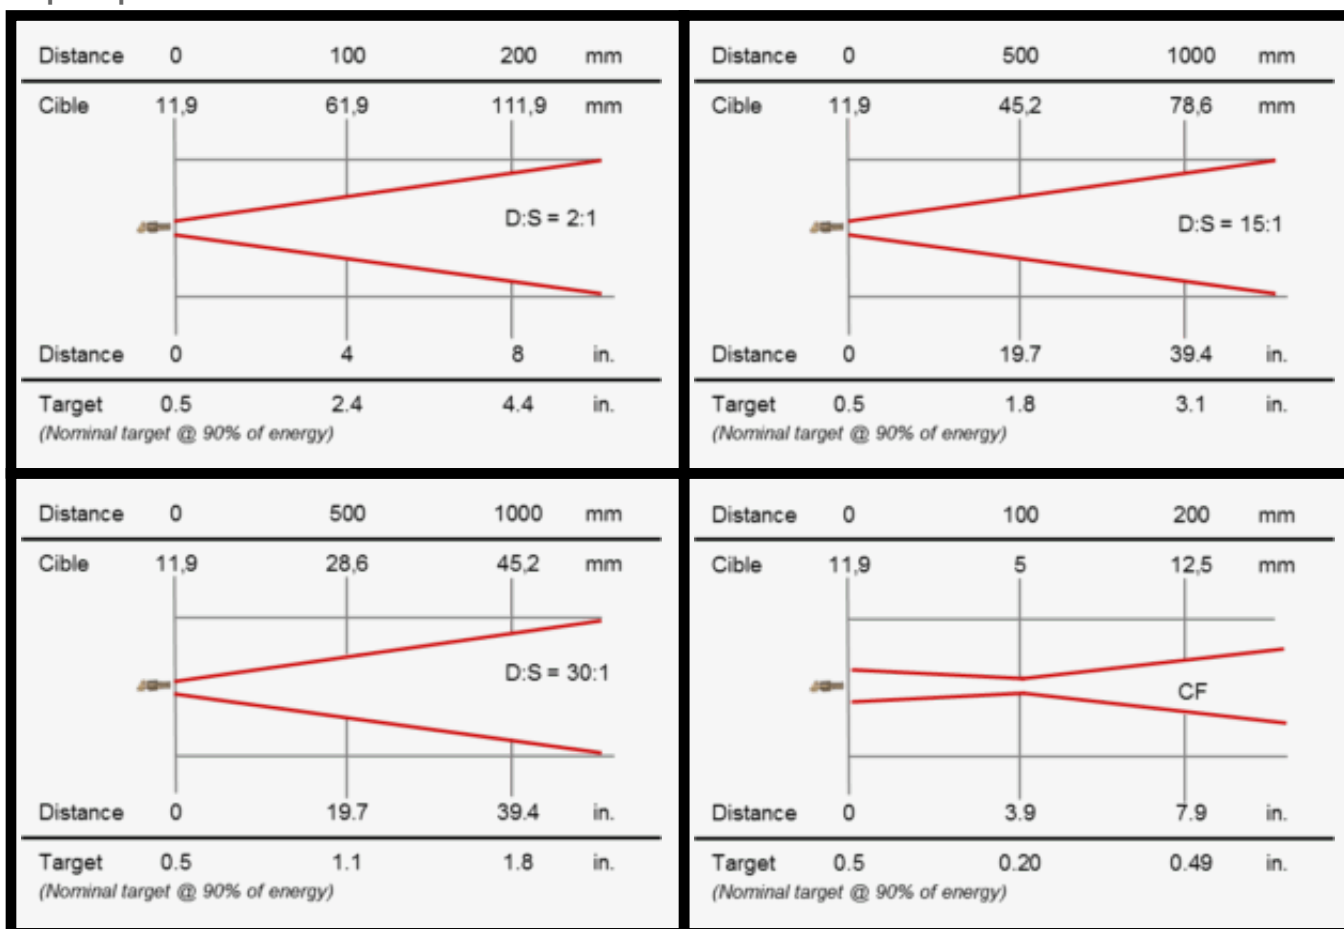 Distance 0 100 200 mm
Cible 11,9 61,9 111,9 mm
D:S = 2:1
Distance 0 4 8 in.
Target 0.5 2.4 4.4 in.
(Nominal target @ 90% of energy)
Distance 0 500 1000 mm
Cible 11,9 45,2 78,6 mm
D:S = 15:1
Distance 0 19.7 39.4 in.
Target 0.5 1.8 3.1 in.
(Nominal target @ 90% of energy)
Distance 0 500 1000 mm
Cible 11,9 28,6 45,2 mm
D:S = 30:1
Distance 0 19.7 39.4 in.
Target 0.5 1.1 1.8 in.
(Nominal target @ 90% of energy)
Distance 0 100 200 mm
Cible 11,9 5 12,5 mm
CF
Distance 0 3.9 7.9 in.
Target 0.5 0.20 0.49 in.
(Nominal target @ 90% of energy)